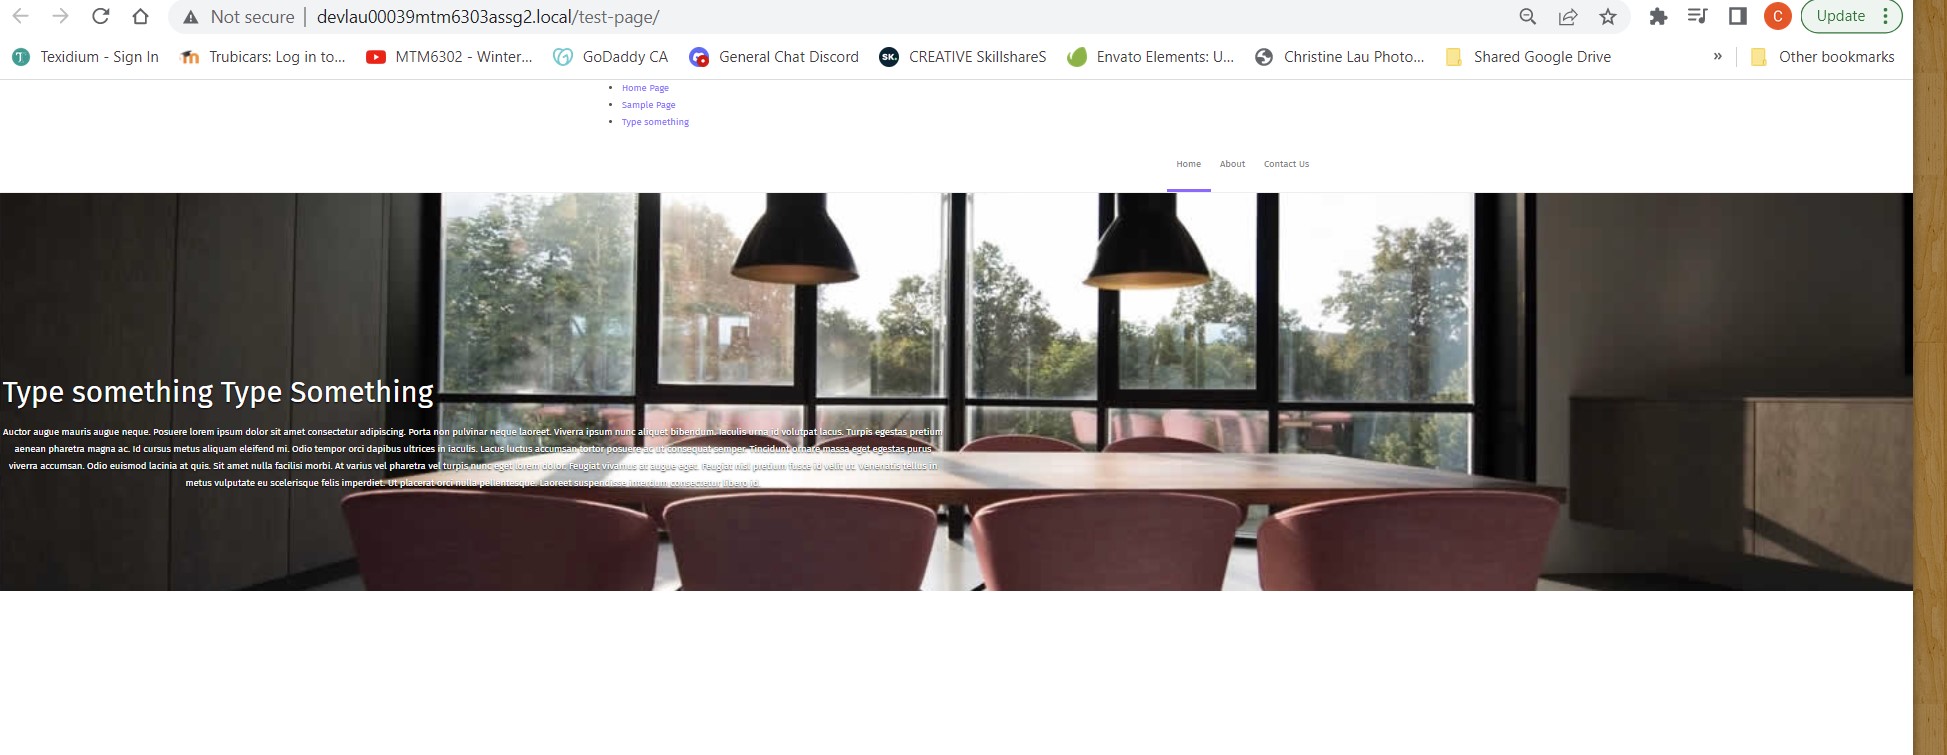 Not secure | devlau00039mtm6303assg2.local/test-page/
C
Update
Texidium - Sign In
Trubicars: Log in to...
MTM6302 - Winter...
GoDaddy CA
General Chat Discord
SK.
CREATIVE SkillshareS
Envato Elements: U...
Christine Lau Photo...
Shared Google Drive
»
Other bookmarks
Home Page
Sample Page
Type something
Home
About
Contact Us
Type something Type Something
Auctor augue mauris augue neque. Posuere lorem ipsum dolor sit amet consectetur adipiscing. Porta non pulvinar neque laoreet. Viverra ipsum nunc aliquet bibendum. Iaculis urna id volutpat lacus. Turpis egestas pretium
aenean pharetra magna ac. Id cursus metus aliquam eleifend mi. Odio tempor orci dapibus ultrices in iaculis. Lacus luctus accumsan tortor posuere ac ut consequat semper. Tincidunt ornare massa eget egestas purus
viverra accumsan. Odio euismod lacinia at quis. Sit amet nulla facilisi morbi. At varius vel pharetra vel turpis nunc eget lorem dolor. Feugiat vivamus at augue eget. Feugiat nisl pretium fusce id velit ut. Venenatis tellus in
metus vulputate eu scelerisque felis imperdiet. Ut placerat orci nulla pellentesque. Laoreet suspendisse interdum consectetur libero id.